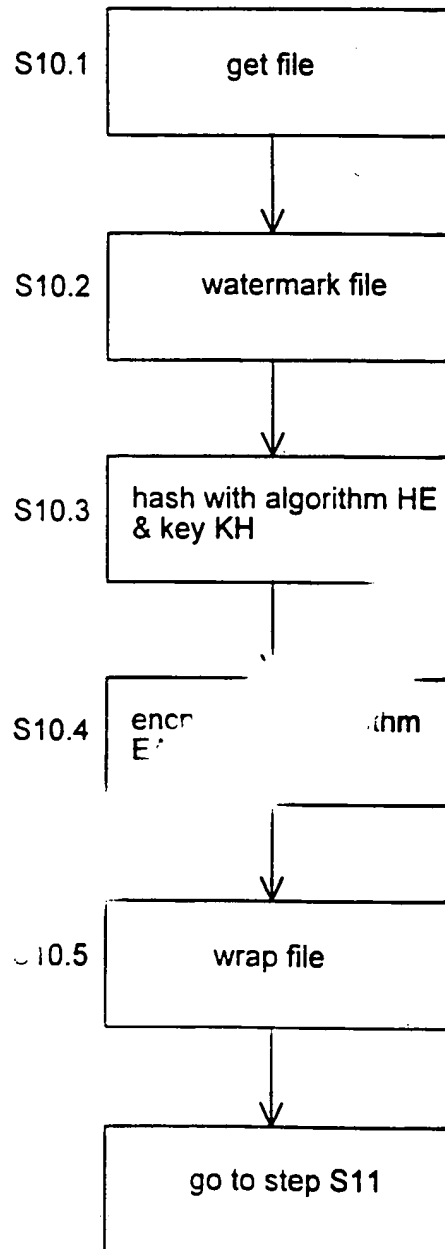 S10.1
get file
S10.2
watermark file
S10.3
hash with algorithm HE
& key KH
S10.4
10.5
wrap file
go to step S11